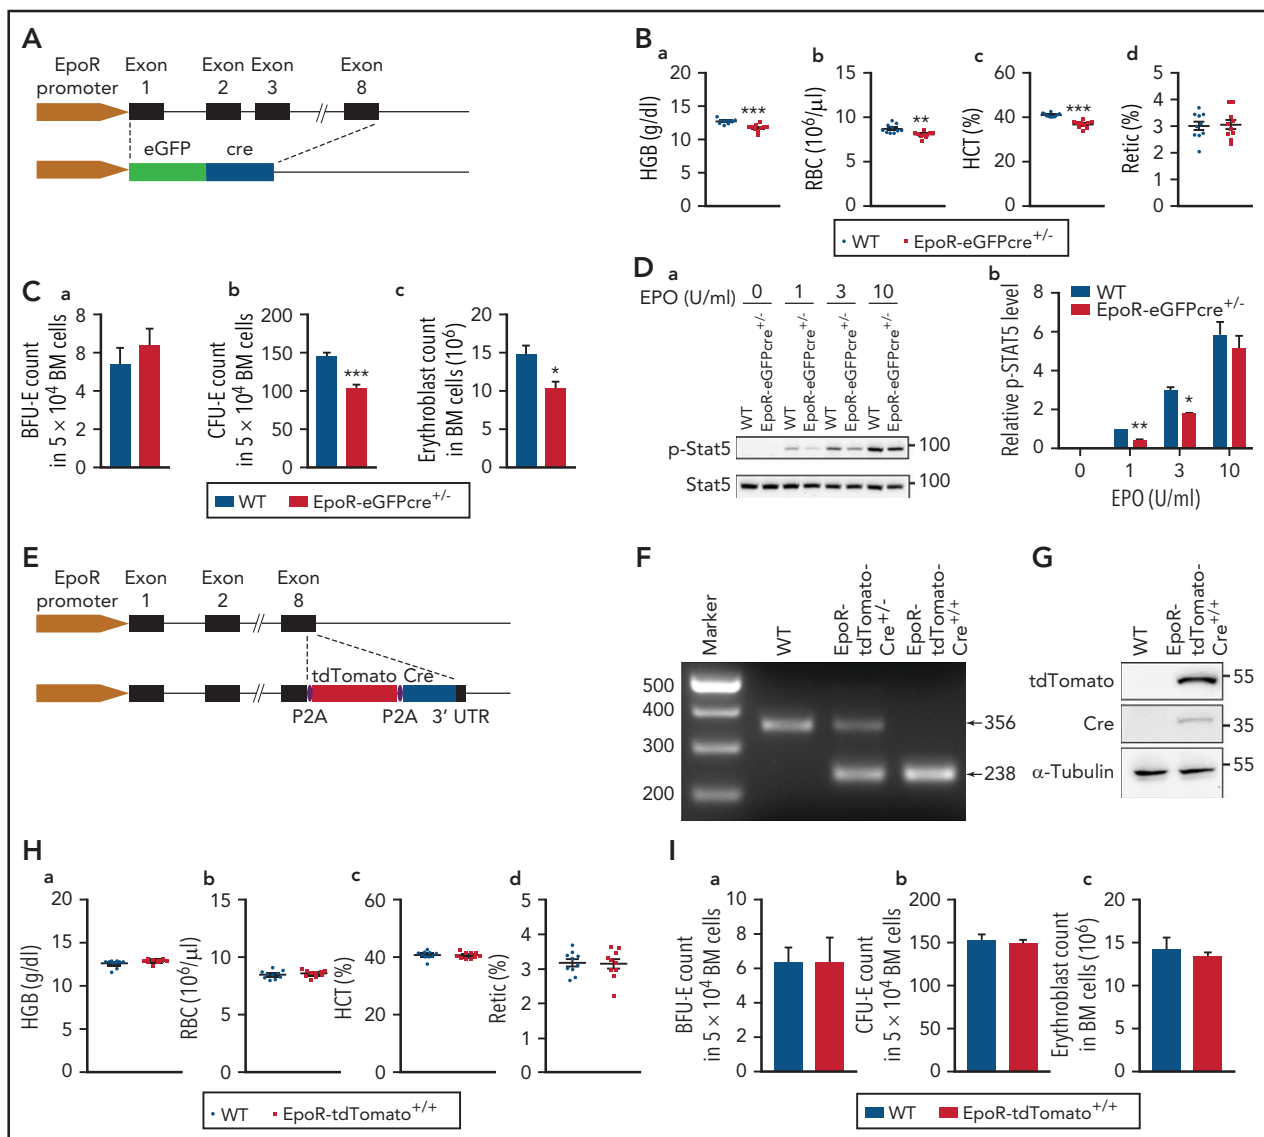 A
EpoR promoter
Exon 1
Exon 2
Exon 3
Exon 8
eGFP
cre
B
a
HGB (g/dl)
20
15
10
5
0
***
b
RBC (10⁶/µl)
15
10
5
0
**
c
HCT (%)
60
40
20
0
***
d
Retic (%)
5
4
3
2
1
0
WT
EpoR-eGFPcre⁺/⁻
C
a
BFU-E count
in 5 × 10⁴ BM cells
12
8
4
0
b
CFU-E count
in 5 × 10⁴ BM cells
200
150
100
50
0
***
c
Erythroblast count
in BM cells (10⁶)
20
15
10
5
0
*
WT
EpoR-eGFPcre⁺/⁻
D
a
EPO (U/ml)
0
1
3
10
WT
EpoR-eGFPcre⁺/⁻
WT
EpoR-eGFPcre⁺/⁻
WT
EpoR-eGFPcre⁺/⁻
WT
EpoR-eGFPcre⁺/⁻
p-Stat5
100
Stat5
100
b
Relative p-STAT5 level
8
6
4
2
0
WT
EpoR-eGFPcre⁺/⁻
**
*
0
1
3
10
EPO (U/ml)
E
EpoR promoter
Exon 1
Exon 2
Exon 8
tdTomato
Cre
P2A
P2A
3' UTR
F
Marker
WT
EpoR-
tdTomato-
Cre⁺/⁻
EpoR-
tdTomato-
Cre⁺/⁺
500
400
300
200
←356
←238
G
WT
EpoR-
tdTomato-
Cre⁺/⁺
tdTomato
55
Cre
35
α-Tubulin
55
H
a
HGB (g/dl)
20
15
10
5
0
b
RBC (10⁶/µl)
15
10
5
0
c
HCT (%)
60
40
20
0
d
Retic (%)
5
4
3
2
1
0
WT
EpoR-tdTomato⁺/⁺
I
a
BFU-E count
in 5 × 10⁴ BM cells
10
8
6
4
2
0
b
CFU-E count
in 5 × 10⁴ BM cells
200
150
100
50
0
c
Erythroblast count
in BM cells (10⁶)
20
15
10
5
0
WT
EpoR-tdTomato⁺/⁺